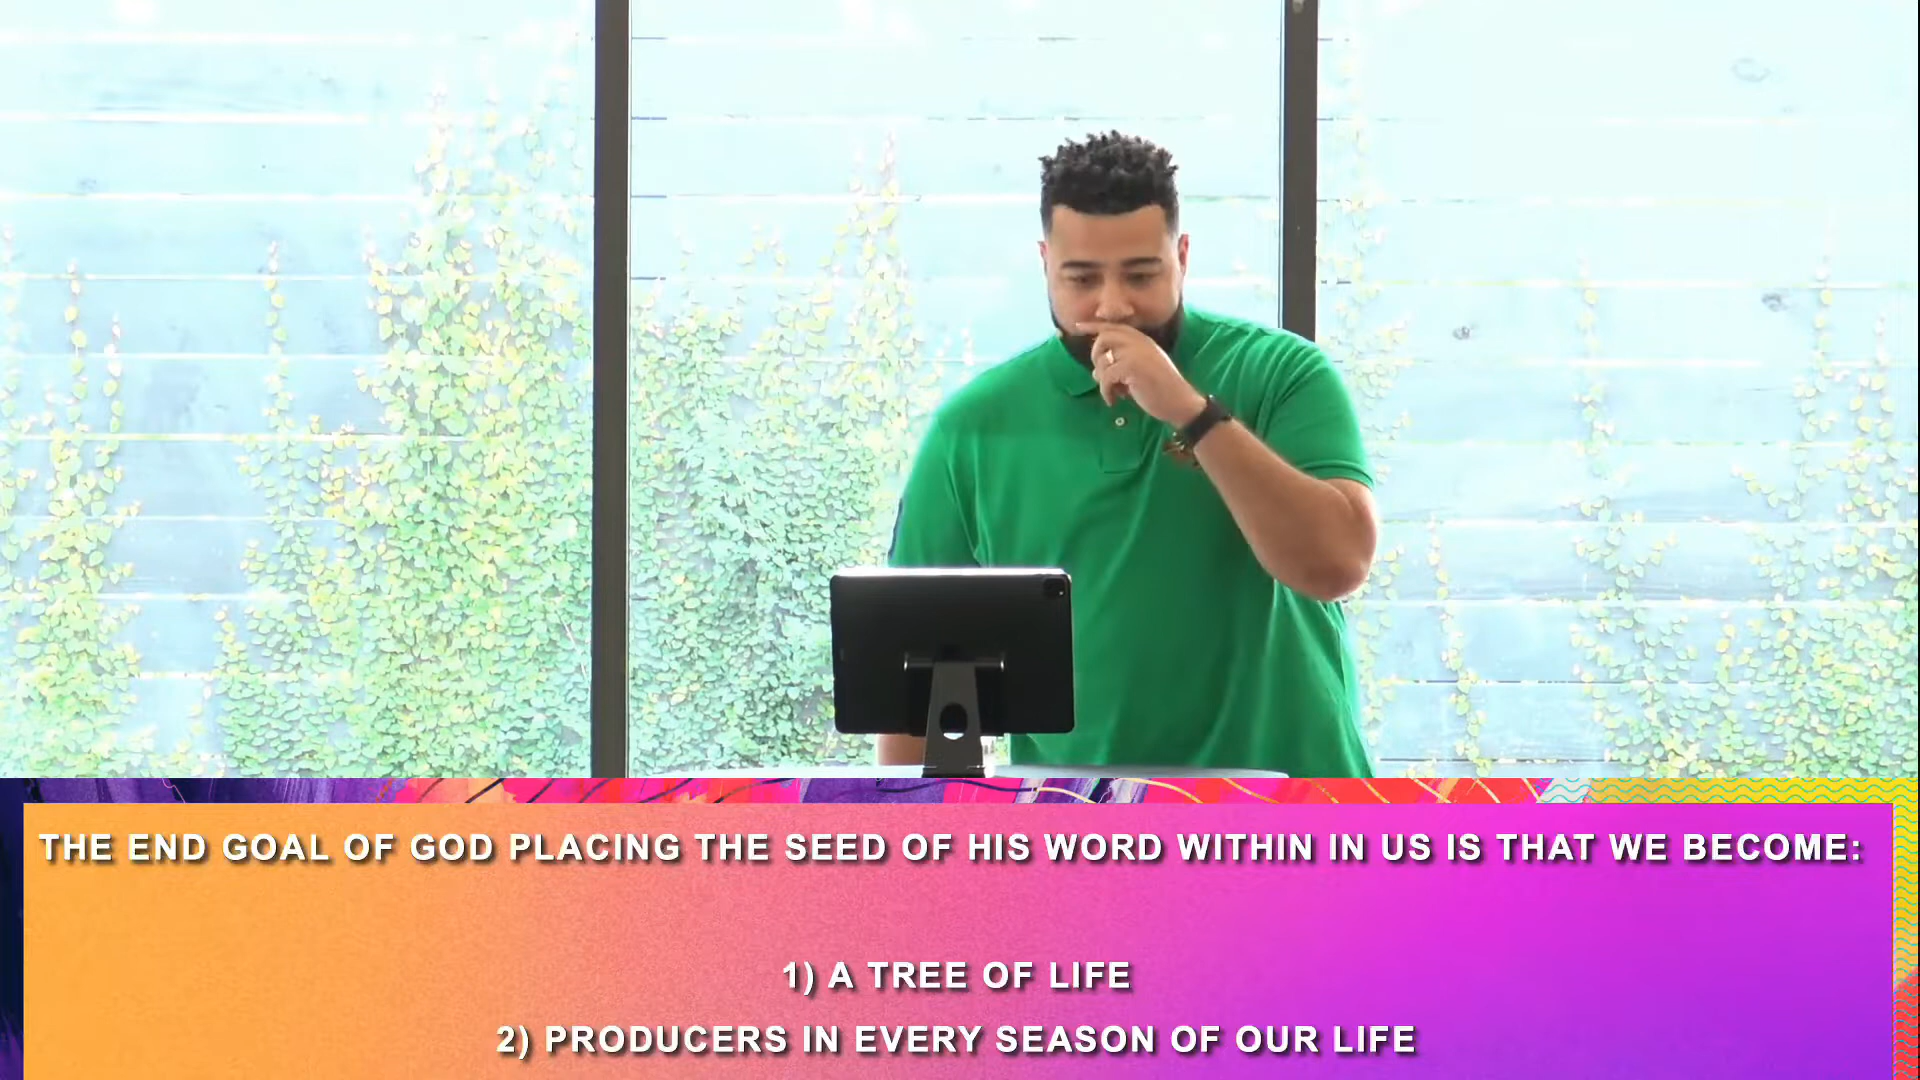 THE END GOAL OF GOD PLACING THE SEED OF HIS WORD WITHIN IN US IS THAT WE BECOME:
1) A TREE OF LIFE
2) PRODUCERS IN EVERY SEASON OF OUR LIFE